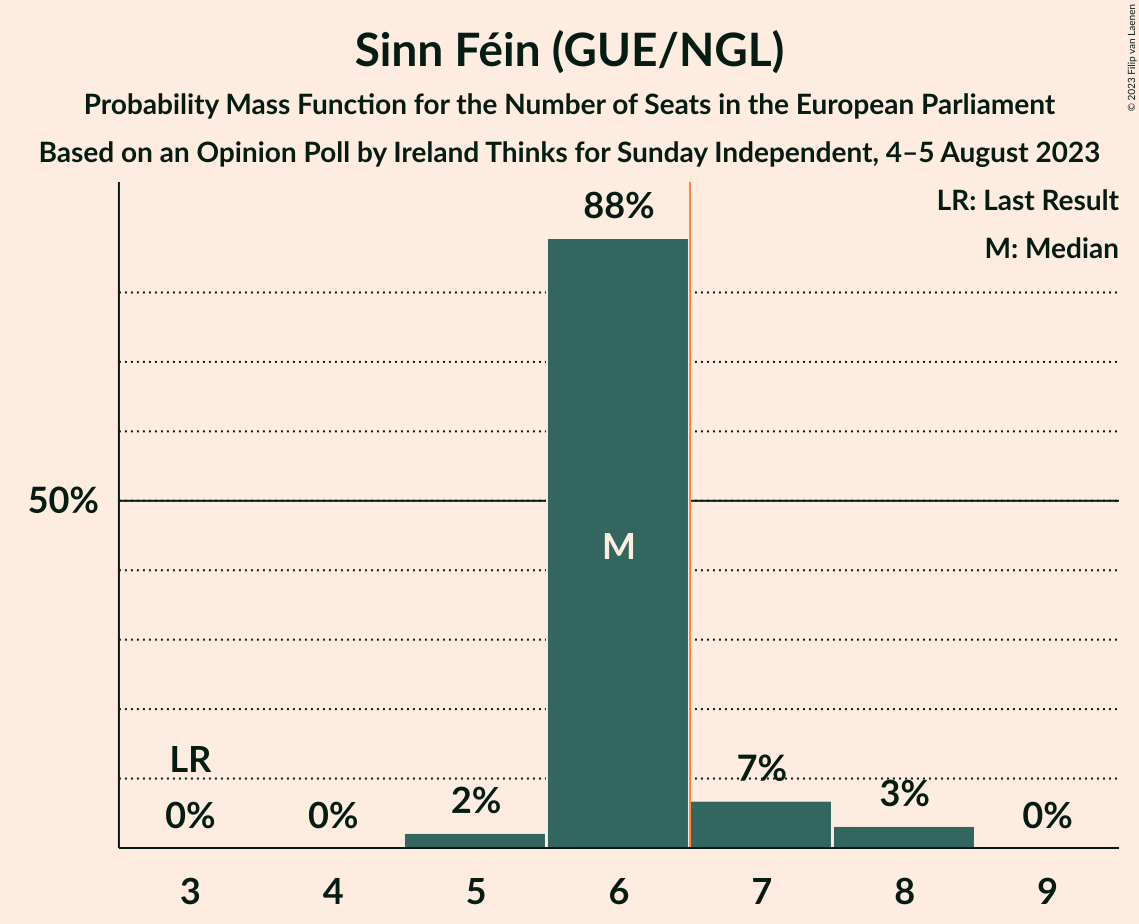 Sinn Féin (GUE/NGL)
Probability Mass Function for the Number of Seats in the European Parliament
Based on an Opinion Poll by Ireland Thinks for Sunday Independent, 4–5 August 2023
© 2023 Filip van Laenen
LR: Last Result
M: Median
88%
50%
M
LR
0%
0%
2%
7%
3%
0%
3
4
5
6
7
8
9